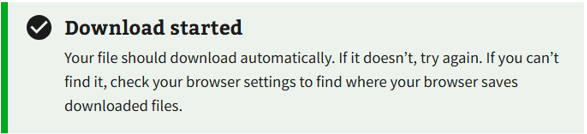 Download started
Your file should download automatically. If it doesn’t, try again. If you can’t
find it, check your browser settings to find where your browser saves
downloaded files.